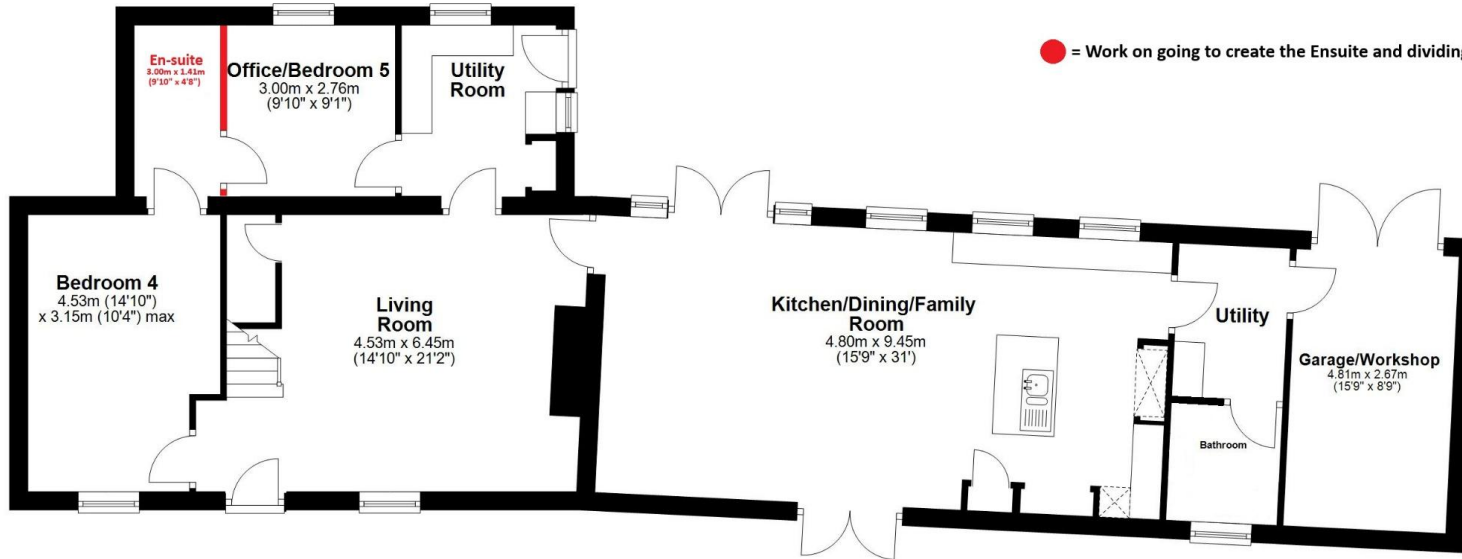 En-suite
3.00m x 1.41m
(9'10" x 4'8")
Office/Bedroom 5
3.00m x 2.76m
(9'10" x 9'1")
Utility
Room
= Work on going to create the Ensuite and dividing
Bedroom 4
4.53m (14'10")
x 3.15m (10'4") max
Living
Room
4.53m x 6.45m
(14'10" x 21'2")
Kitchen/Dining/Family
Room
4.80m x 9.45m
(15'9" x 31')
Utility
Garage/Workshop
4.81m x 2.67m
(15'9" x 8'9")
Bathroom